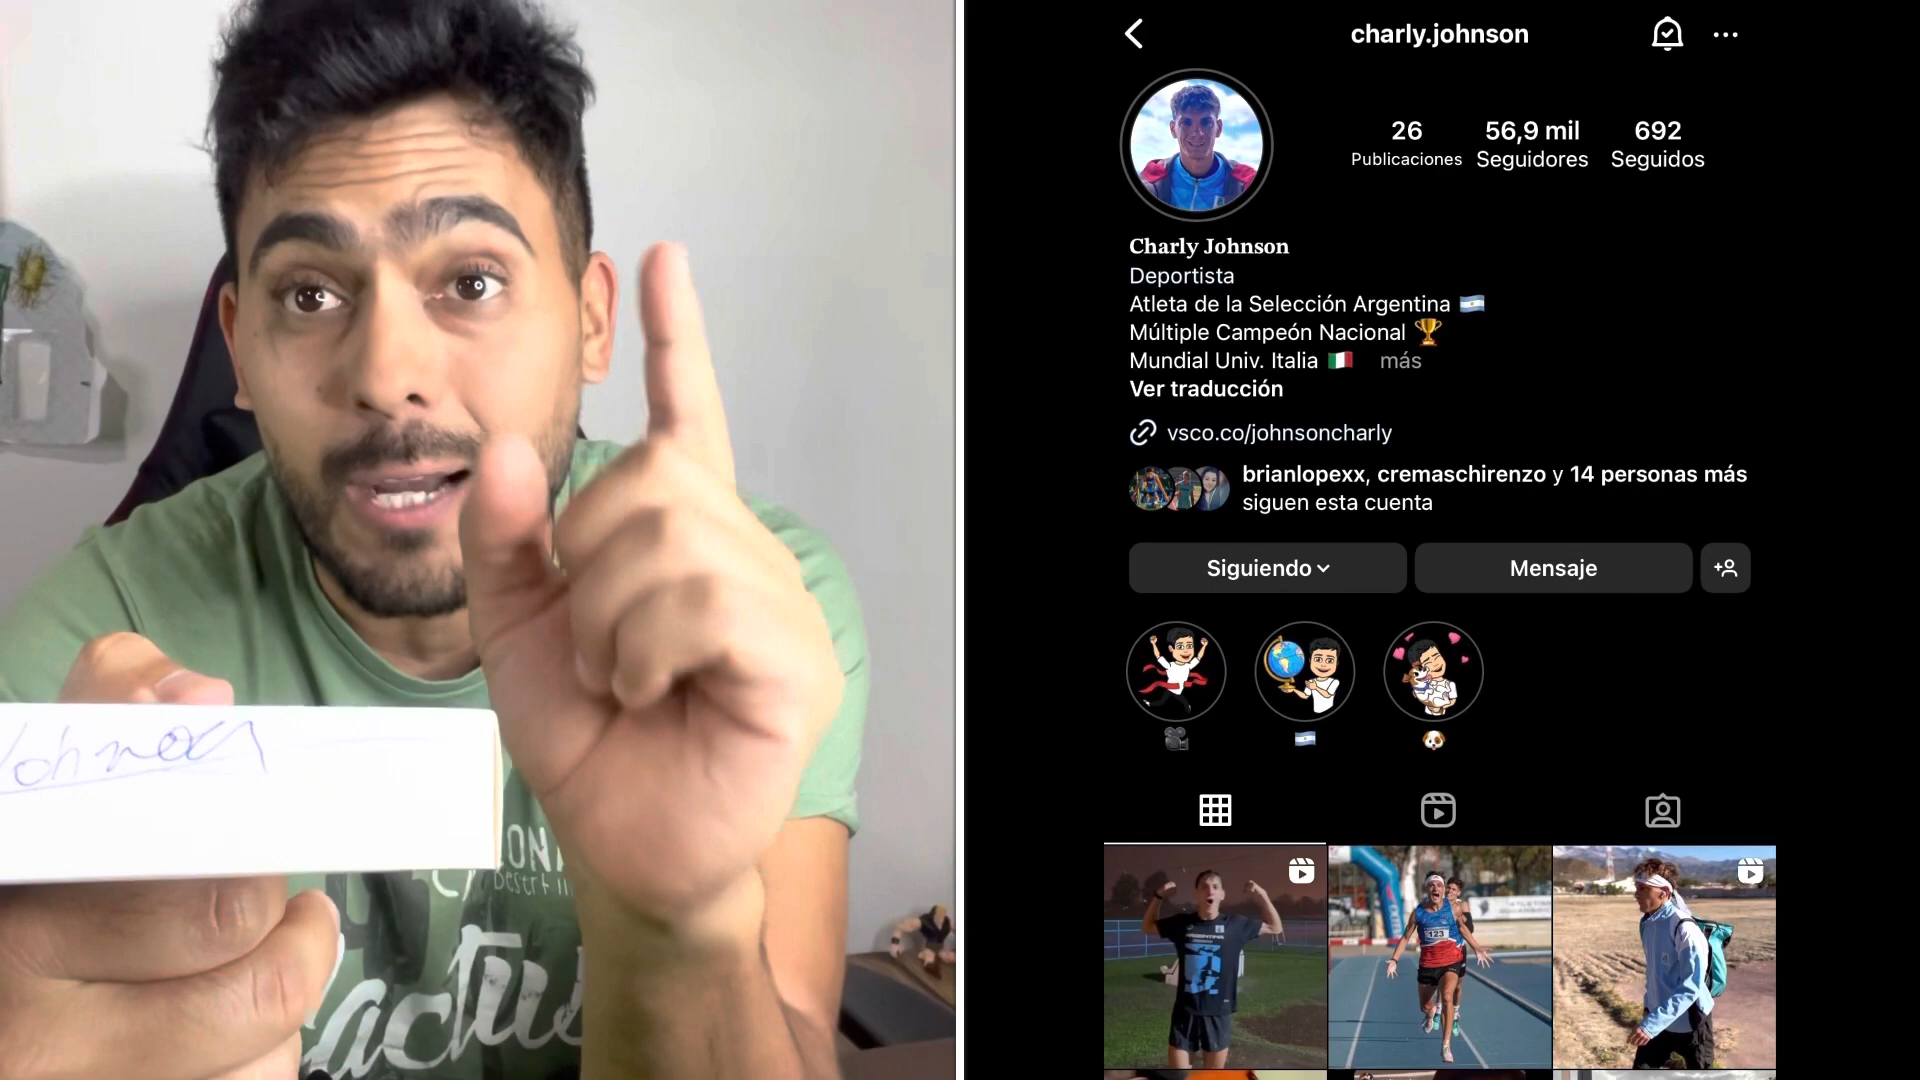 Johnson
actus
charly.johnson
26
Publicaciones
56,9 mil
Seguidores
692
Seguidos
Charly Johnson
Deportista
Atleta de la Selección Argentina 🇦🇷
Múltiple Campeón Nacional 🏆
Mundial Univ. Italia 🇮🇹 más
Ver traducción
vsco.co/johnsoncharly
brianlopexx, cremaschirenzo y 14 personas más
siguen esta cuenta
Siguiendo
Mensaje
123